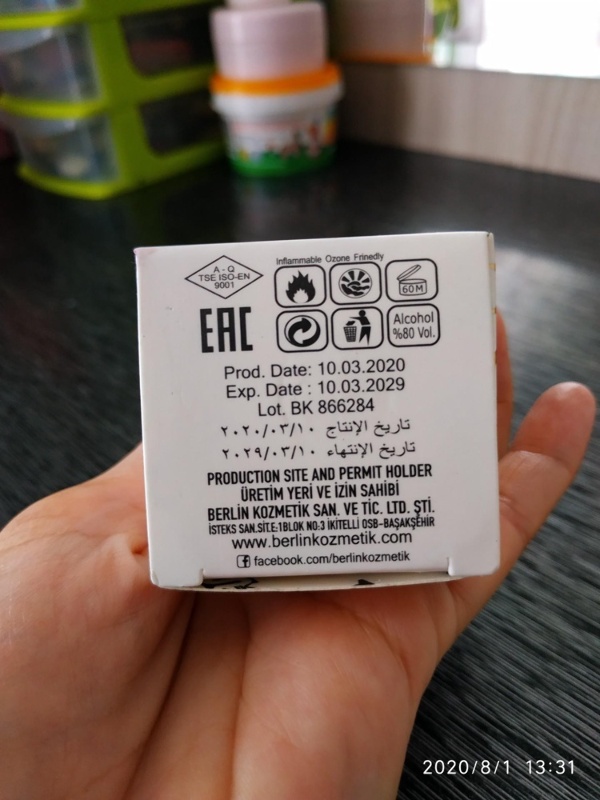 A - Q
TSE ISO-EN
9001
Inflammable Ozone Frinedly
60M
EAC
Alcohol
%80 Vol.
Prod. Date: 10.03.2020
Exp. Date : 10.03.2029
Lot. BK 866284
تاريخ الإنتاج ٢٠٢٠/٠٣/١٠
تاريخ الإنتهاء ٢٠٢٩/٠٣/١٠
PRODUCTION SITE AND PERMIT HOLDER
ÜRETİM YERİ VE İZİN SAHİBİ
BERLİN KOZMETİK SAN. VE TİC. LTD. ŞTİ.
İSTEKS SAN.SİTE:1BLOK NO:3 İKİTELLİ OSB-BAŞAKŞEHİR
www.berlinkozmetik.com
f facebook.com/berlinkozmetik
2020/8/1 13:31